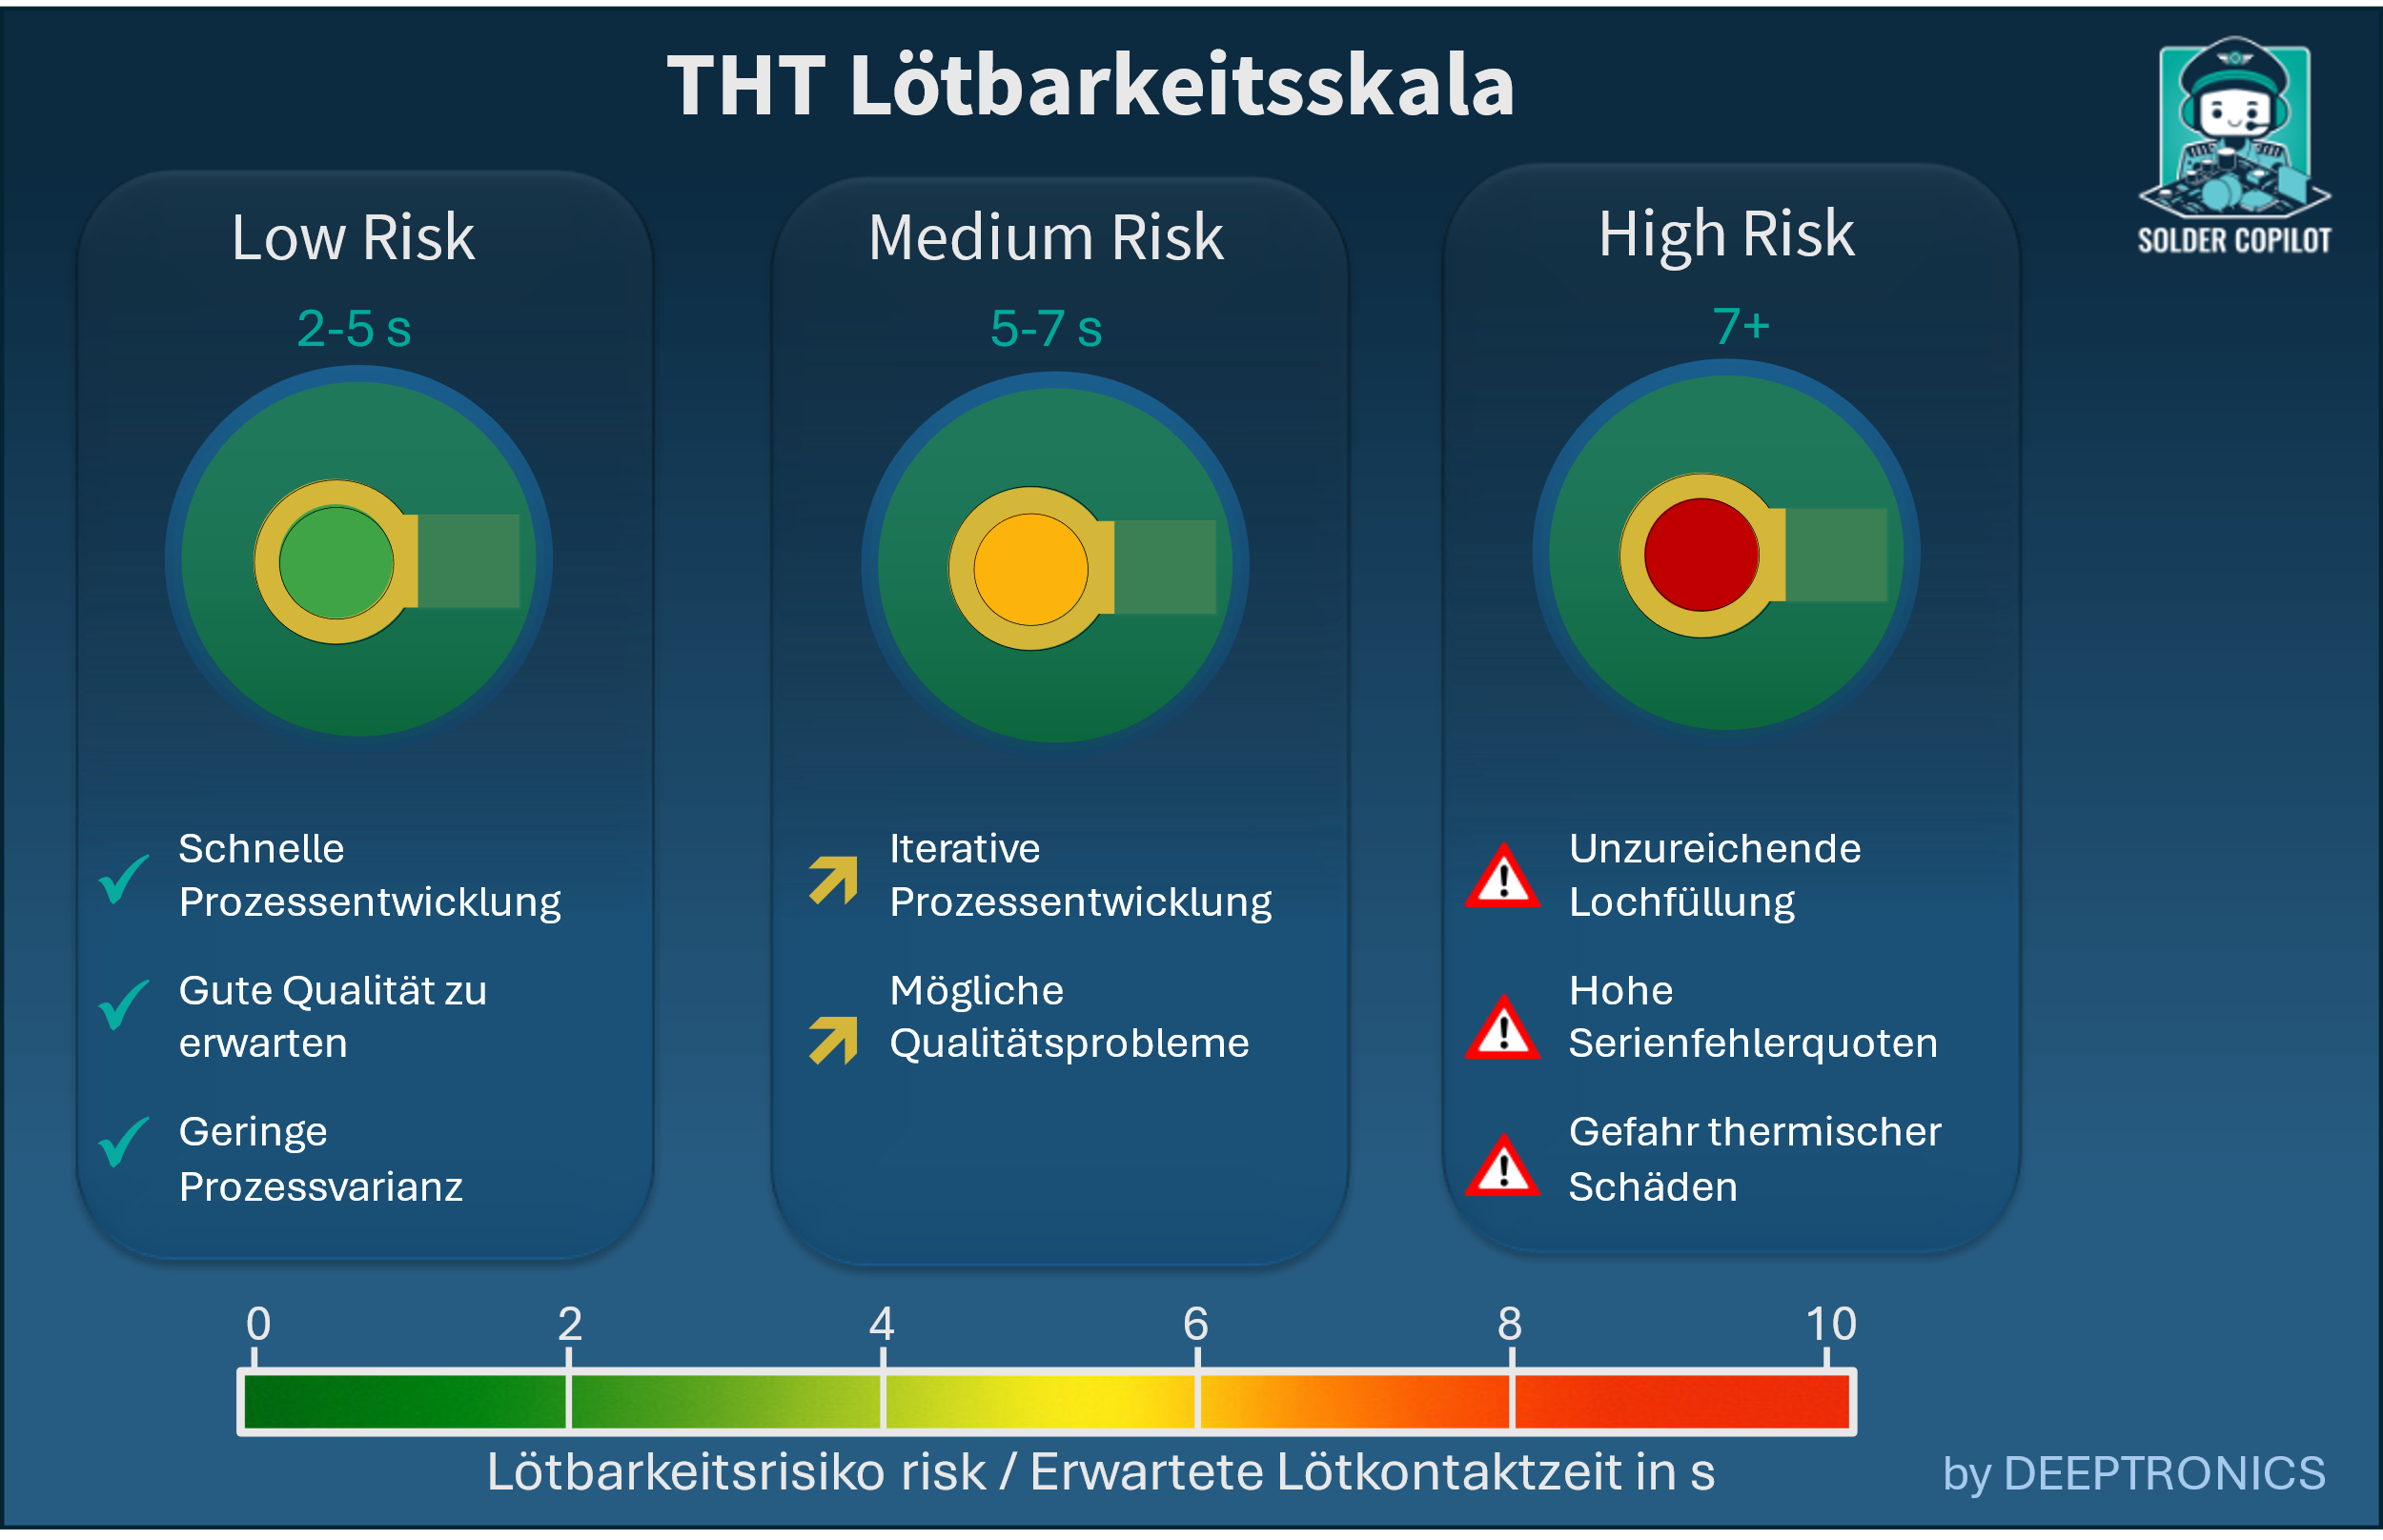 THT Lötbarkeitsskala
SOLDER COPILOT
Low Risk
2-5 s
Schnelle
Prozessentwicklung
Gute Qualität zu
erwarten
Geringe
Prozessvarianz
Medium Risk
5-7 s
Iterative
Prozessentwicklung
Mögliche
Qualitätsprobleme
High Risk
7+
Unzureichende
Lochfüllung
Hohe
Serienfehlerquoten
Gefahr thermischer
Schäden
0 2 4 6 8 10
Lötbarkeitsrisiko risk / Erwartete Lötkontaktzeit in s
by DEEPTRONICS